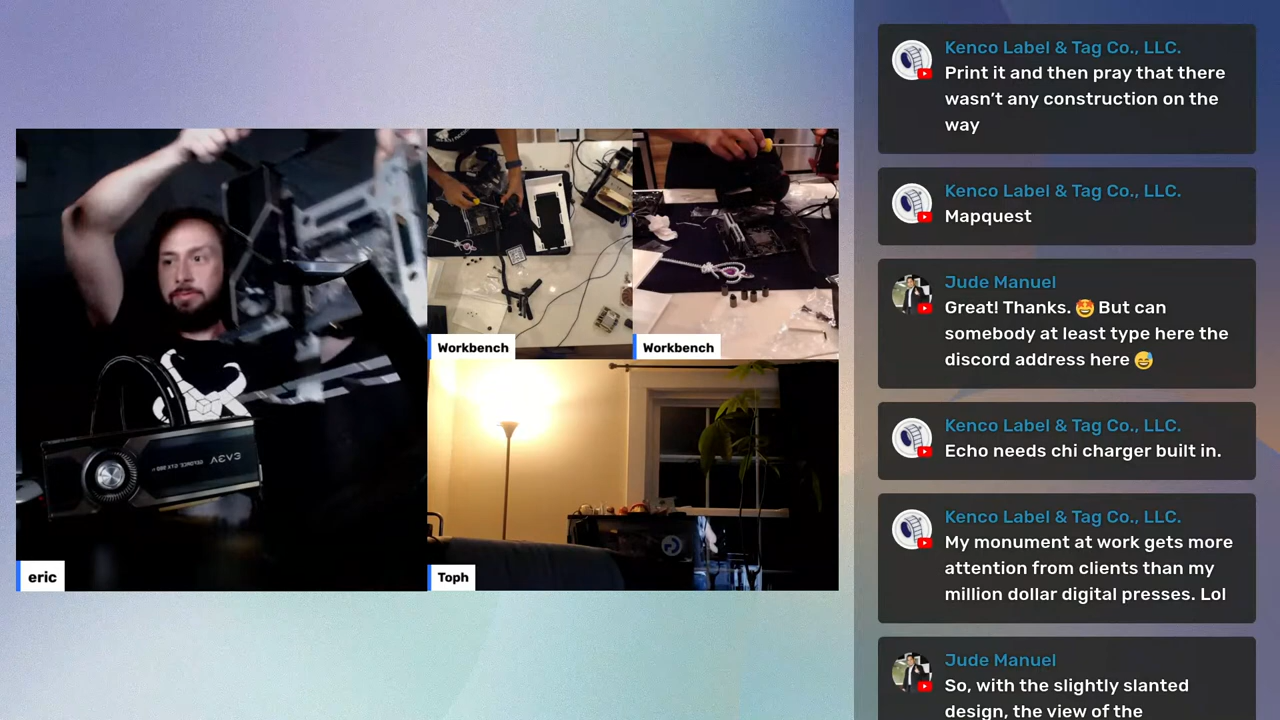 Kenco Label & Tag Co., LLC.
Print it and then pray that there
wasn’t any construction on the
way
Kenco Label & Tag Co., LLC.
Mapquest
Jude Manuel
Great! Thanks. 🤩 But can
somebody at least type here the
discord address here 😅
Kenco Label & Tag Co., LLC.
Echo needs chi charger built in.
Kenco Label & Tag Co., LLC.
My monument at work gets more
attention from clients than my
million dollar digital presses. Lol
Jude Manuel
So, with the slightly slanted
design, the view of the
Workbench
Workbench
eric
Toph
EVGA